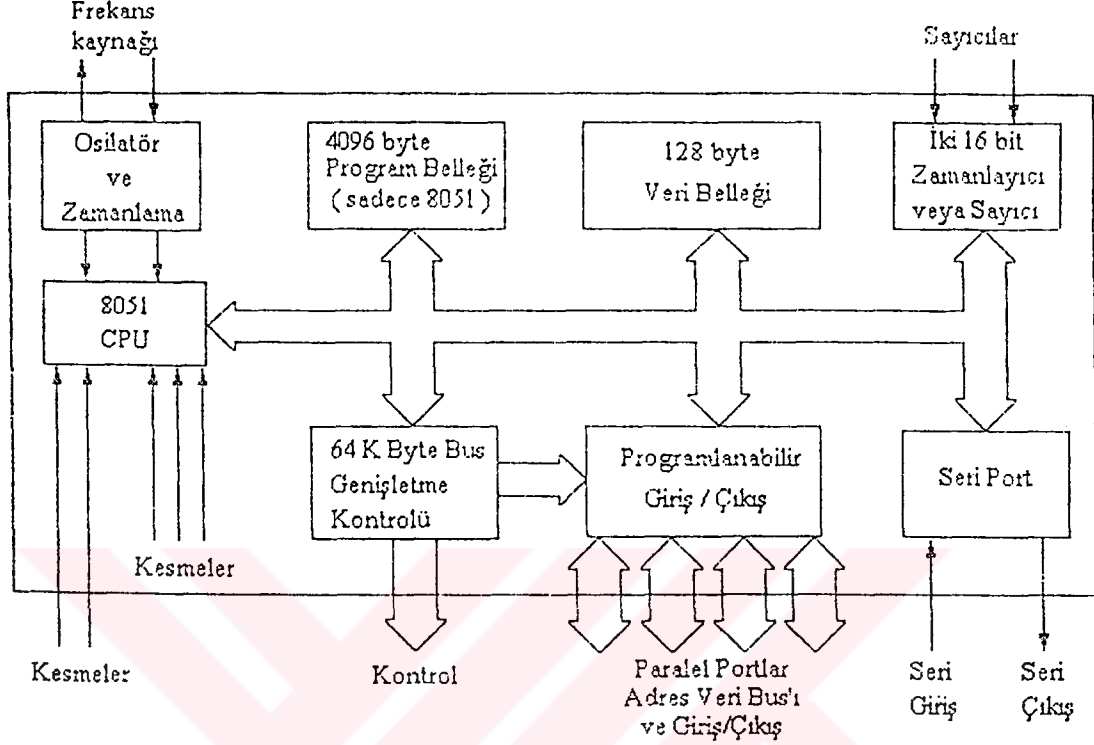 Frekans
kaynağı
Sayıcılar
Osilatör
ve
Zamanlama
4096 byte
Program Belleği
( sadece 8051 )
128 byte
Veri Belleği
İki 16 bit
Zamanlayıcı
veya Sayıcı
8051
CPU
64 K Byte Bus
Genişletme
Kontrolü
Programlanabilir
Giriş / Çıkış
Seri Port
Kesmeler
Kesmeler
Kontrol
Paralel Portlar
Adres Veri Bus'ı
ve Giriş/Çıkış
Seri
Giriş
Seri
Çıkış